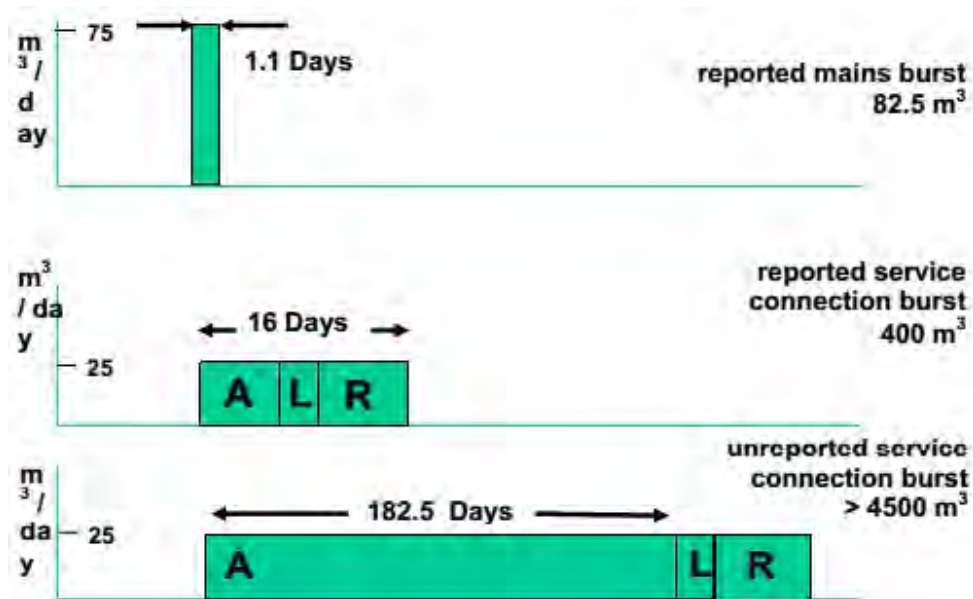 m
3 /
d
ay
75
1.1 Days
reported mains burst
82.5 m³
m³
/ da
y
25
16 Days
A L R
reported service
connection burst
400 m³
m
3 /
da
y
25
182.5 Days
A L R
unreported service
connection burst
> 4500 m³